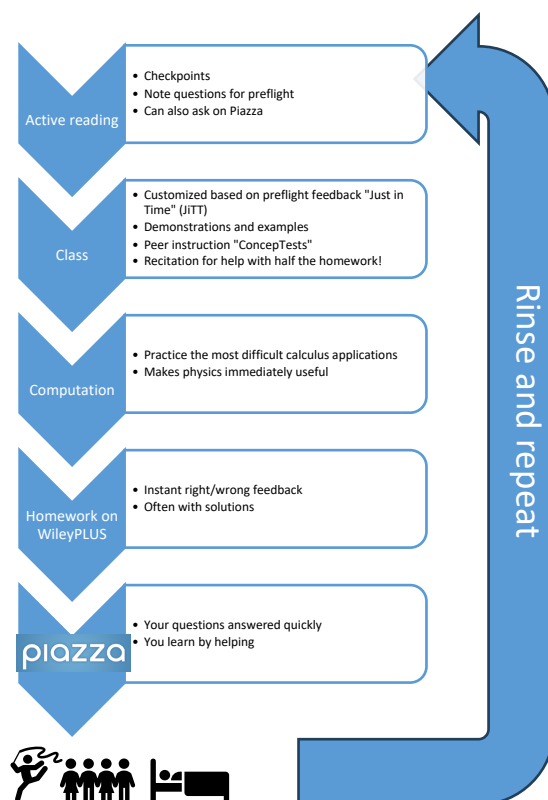 Active reading
• Checkpoints
• Note questions for preflight
• Can also ask on Piazza
Class
• Customized based on preflight feedback "Just in
Time" (JiTT)
• Demonstrations and examples
• Peer instruction "ConcepTests"
• Recitation for help with half the homework!
Computation
• Practice the most difficult calculus applications
• Makes physics immediately useful
Homework on
WileyPLUS
• Instant right/wrong feedback
• Often with solutions
piazza
• Your questions answered quickly
• You learn by helping
Rinse and repeat